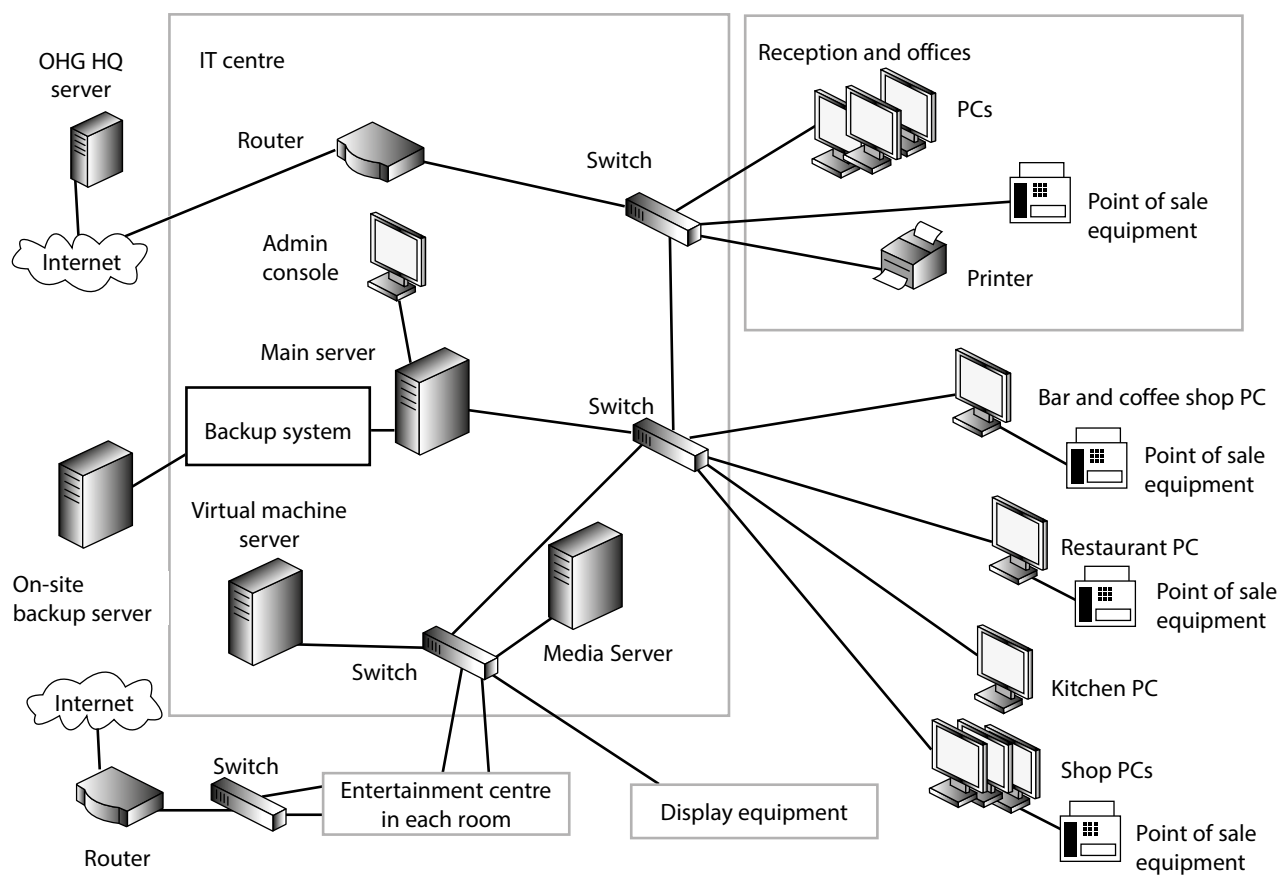 OHG HQ
server
IT centre
Reception and offices
PCs
Router
Switch
Point of sale
equipment
Internet
Admin
console
Printer
Main server
Switch
Bar and coffee shop PC
Backup system
Point of sale
equipment
Virtual machine
server
Restaurant PC
On-site
backup server
Point of sale
equipment
Media Server
Switch
Kitchen PC
Internet
Switch
Shop PCs
Entertainment centre
in each room
Display equipment
Point of sale
equipment
Router